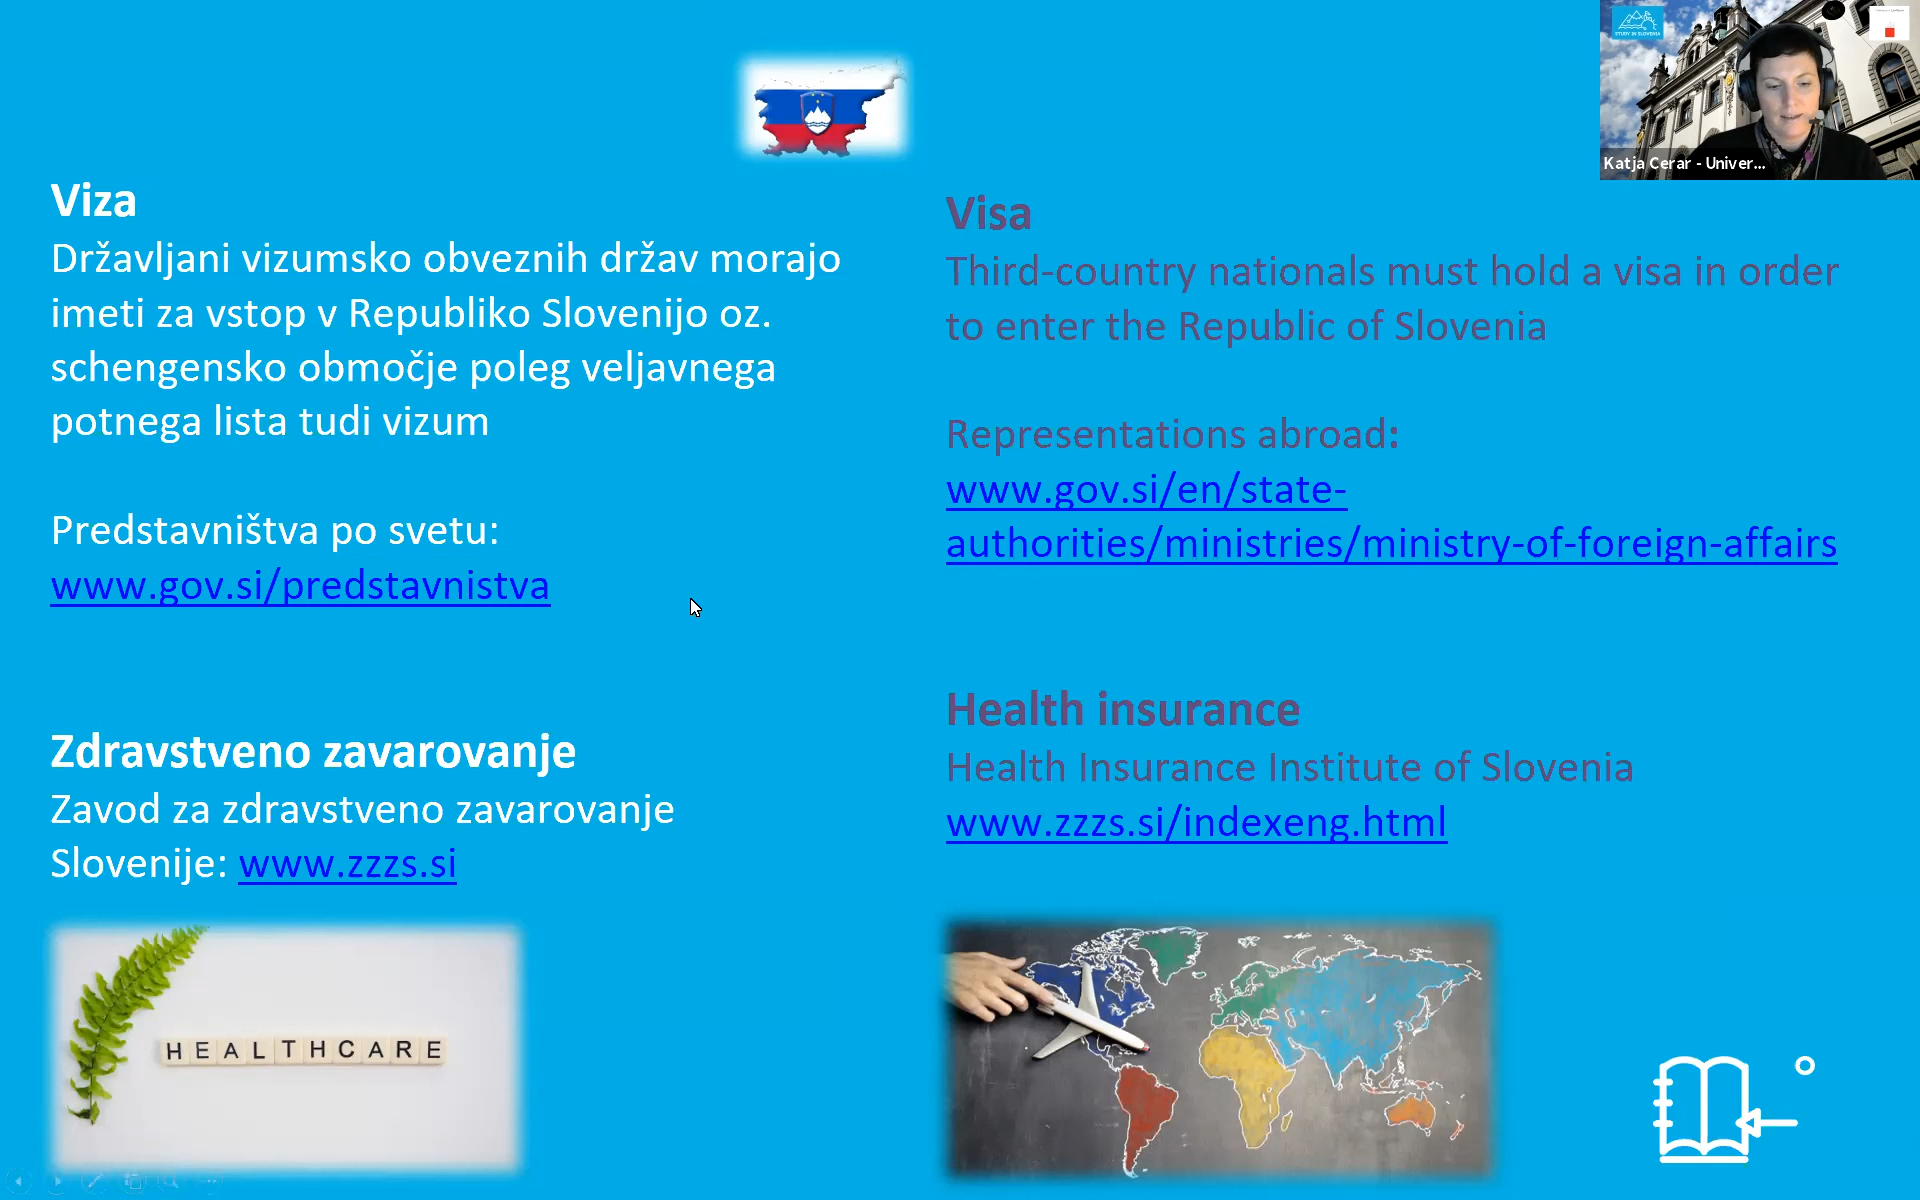 Viza
Državljani vizumsko obveznih držav morajo
imeti za vstop v Republiko Slovenijo oz.
schengensko območje poleg veljavnega
potnega lista tudi vizum
Predstavništva po svetu:
www.gov.si/predstavnistva
Zdravstveno zavarovanje
Zavod za zdravstveno zavarovanje
Slovenije: www.zzzs.si
HEALTHCARE
Visa
Third-country nationals must hold a visa in order
to enter the Republic of Slovenia
Representations abroad:
www.gov.si/en/state-
authorities/ministries/ministry-of-foreign-affairs
Health insurance
Health Insurance Institute of Slovenia
www.zzzs.si/indexeng.html
STUDY IN SLOVENIA
Katja Cerar - Univer...